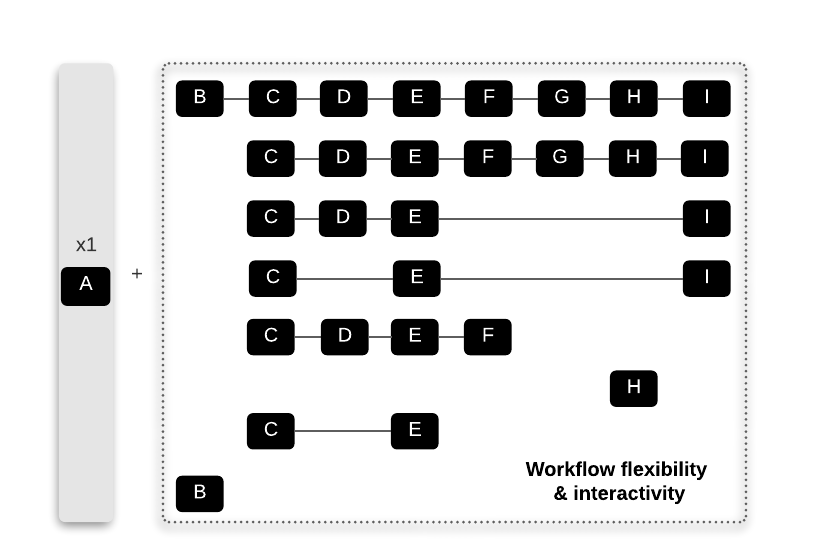 B C D E F G H I
C D E F G H I
C D E I
x1
C E I
A +
C D E F
H
C E
Workflow flexibility
& interactivity
B